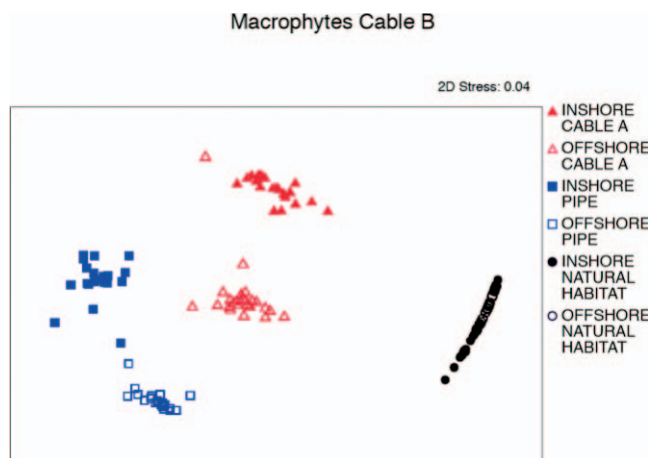 Macrophytes Cable B
2D Stress: 0.04
INSHORE
CABLE A
OFFSHORE
CABLE A
INSHORE
PIPE
OFFSHORE
PIPE
INSHORE
NATURAL
HABITAT
OFFSHORE
NATURAL
HABITAT